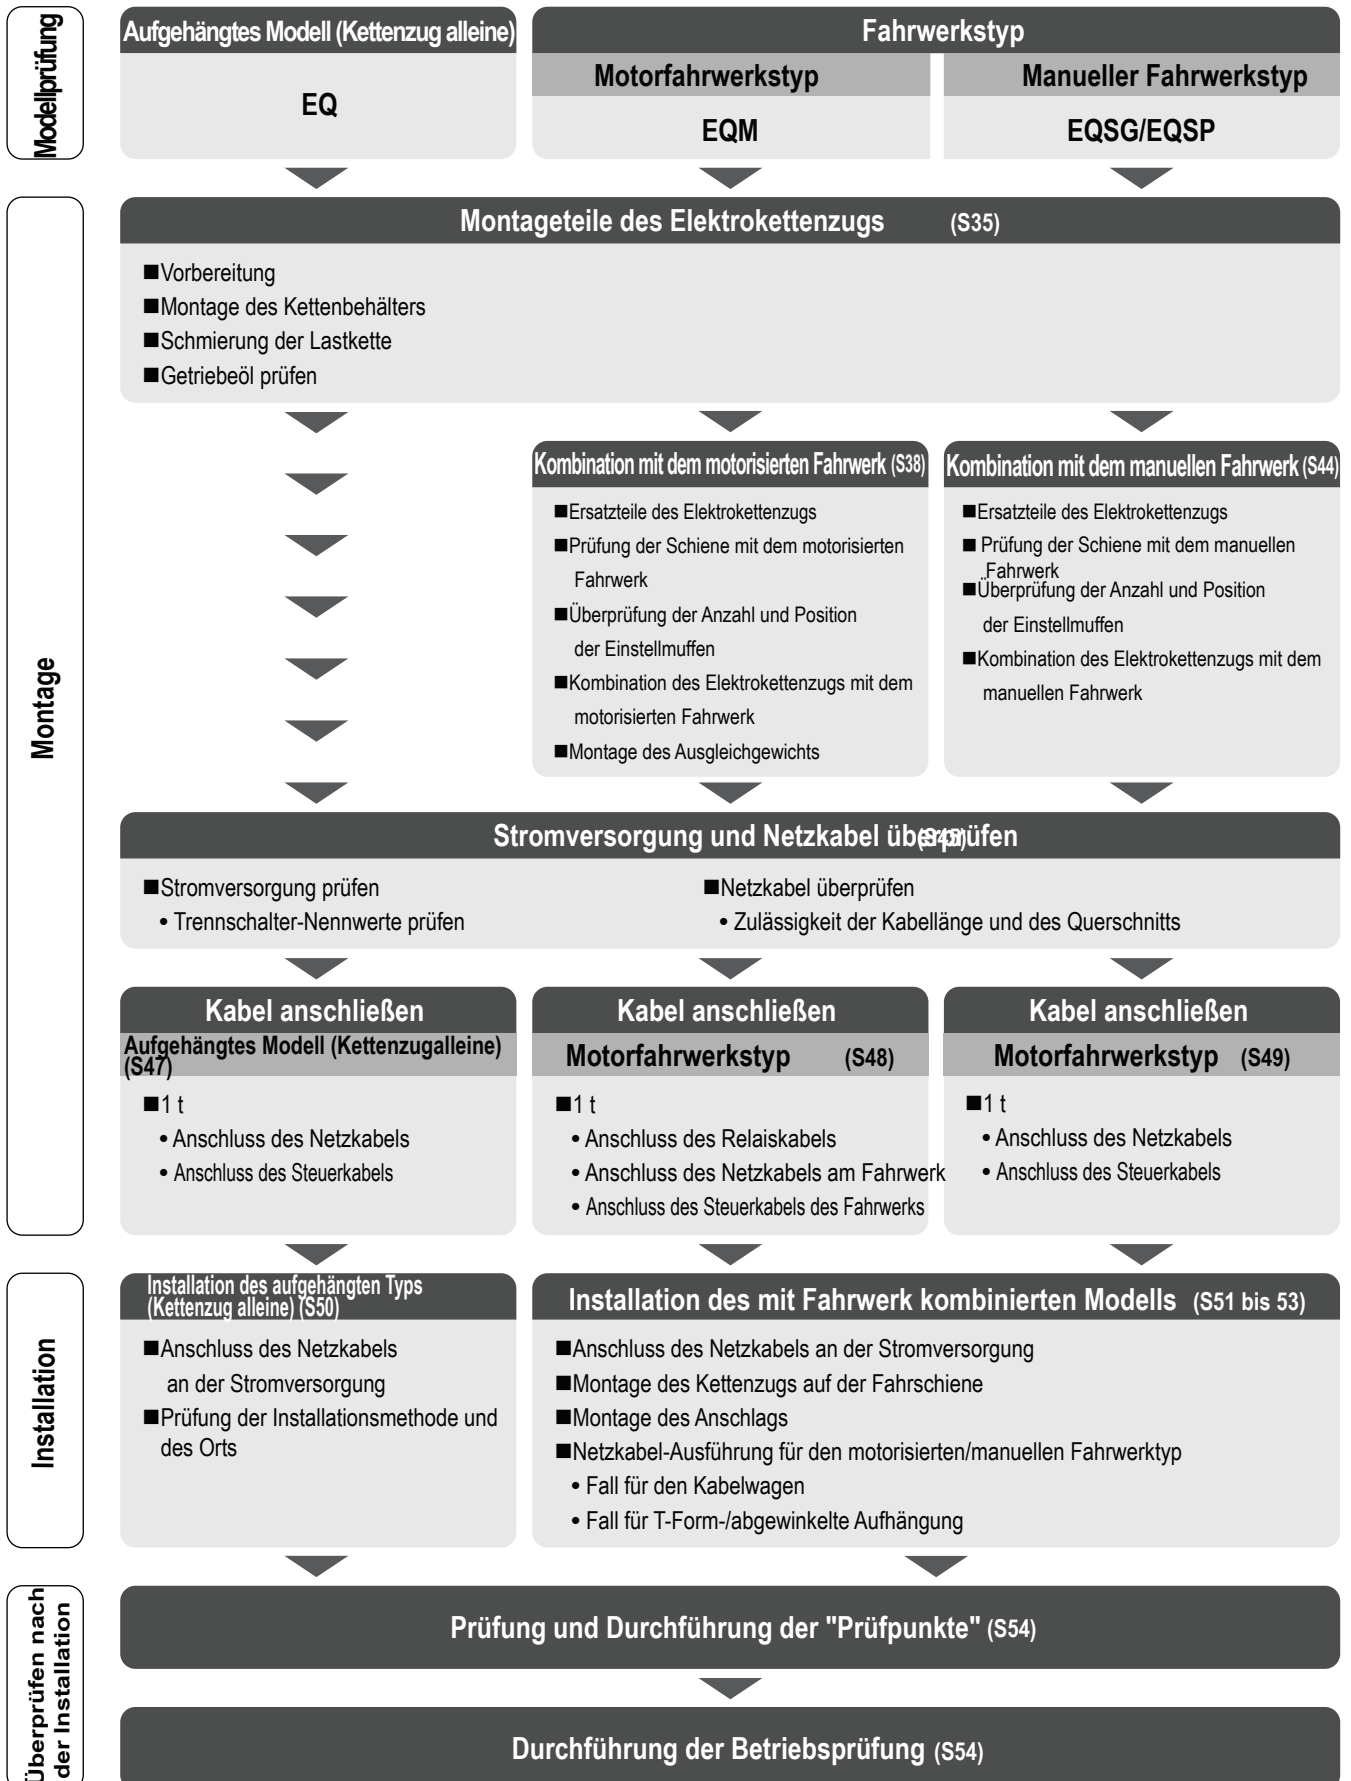 Modellprüfung
Aufgehängtes Modell (Kettenzug alleine)
EQ
Fahrwerkstyp
Motorfahrwerkstyp
EQM
Manueller Fahrwerkstyp
EQSG/EQSP
Montage
Montageteile des Elektrokettenzugs (S35)
■Vorbereitung
■Montage des Kettenbehälters
■Schmierung der Lastkette
■Getriebeöl prüfen
Kombination mit dem motorisierten Fahrwerk (S38)
■Ersatzteile des Elektrokettenzugs
■Prüfung der Schiene mit dem motorisierten
Fahrwerk
■Überprüfung der Anzahl und Position
der Einstellmuffen
■Kombination des Elektrokettenzugs mit dem
motorisierten Fahrwerk
■Montage des Ausgleichgewichts
Kombination mit dem manuellen Fahrwerk (S44)
■Ersatzteile des Elektrokettenzugs
■ Prüfung der Schiene mit dem manuellen
Fahrwerk
■Überprüfung der Anzahl und Position
der Einstellmuffen
■Kombination des Elektrokettenzugs mit dem
manuellen Fahrwerk
Stromversorgung und Netzkabel überprüfen
■Stromversorgung prüfen
• Trennschalter-Nennwerte prüfen
■Netzkabel überprüfen
• Zulässigkeit der Kabellänge und des Querschnitts
Kabel anschließen
Aufgehängtes Modell (Kettenzugalleine)
(S47)
■1 t
• Anschluss des Netzkabels
• Anschluss des Steuerkabels
Kabel anschließen
Motorfahrwerkstyp (S48)
■1 t
• Anschluss des Relaiskabels
• Anschluss des Netzkabels am Fahrwerk
• Anschluss des Steuerkabels des Fahrwerks
Kabel anschließen
Motorfahrwerkstyp (S49)
■1 t
• Anschluss des Netzkabels
• Anschluss des Steuerkabels
Installation
Installation des aufgehängten Typs
(Kettenzug alleine) (S50)
■Anschluss des Netzkabels
an der Stromversorgung
■Prüfung der Installationsmethode und
des Orts
Installation des mit Fahrwerk kombinierten Modells (S51 bis 53)
■Anschluss des Netzkabels an der Stromversorgung
■Montage des Kettenzugs auf der Fahrschiene
■Montage des Anschlags
■Netzkabel-Ausführung für den motorisierten/manuellen Fahrwerktyp
• Fall für den Kabelwagen
• Fall für T-Form-/abgewinkelte Aufhängung
Überprüfen nach
der Installation
Prüfung und Durchführung der "Prüfpunkte" (S54)
Durchführung der Betriebsprüfung (S54)